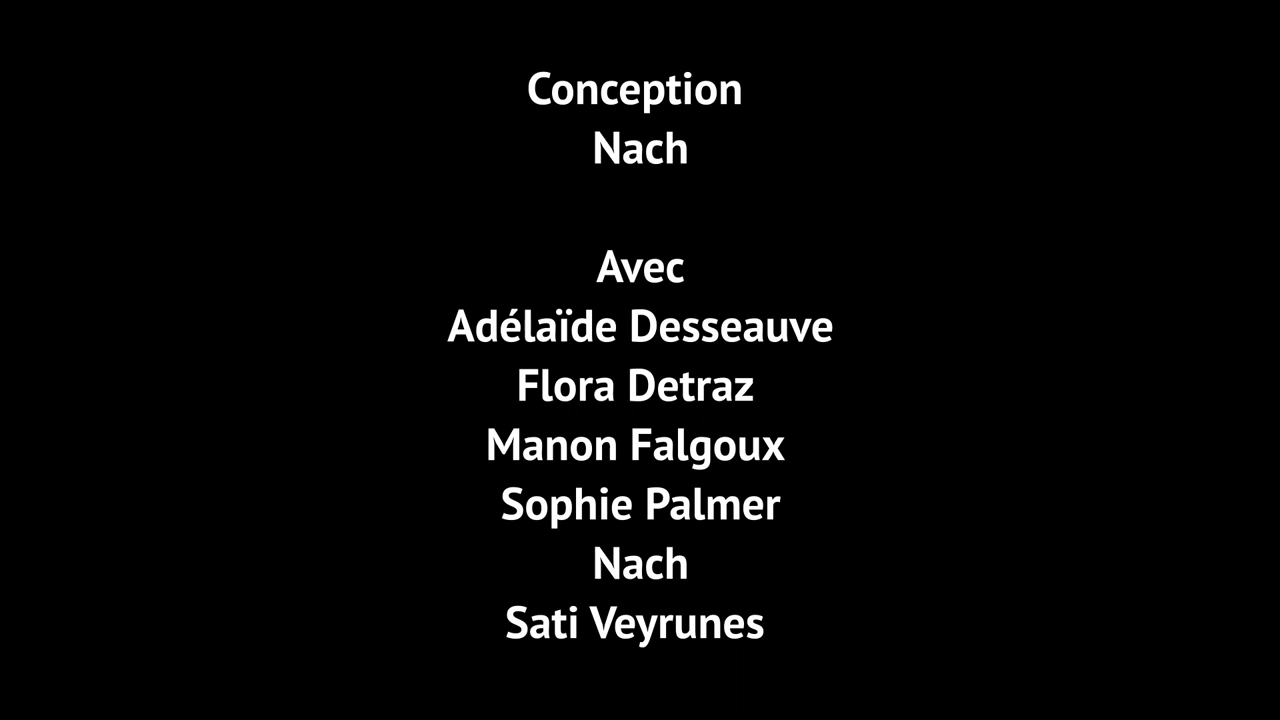 Conception
Nach
Avec
Adélaïde Desseauve
Flora Detraz
Manon Falgoux
Sophie Palmer
Nach
Sati Veyrunes